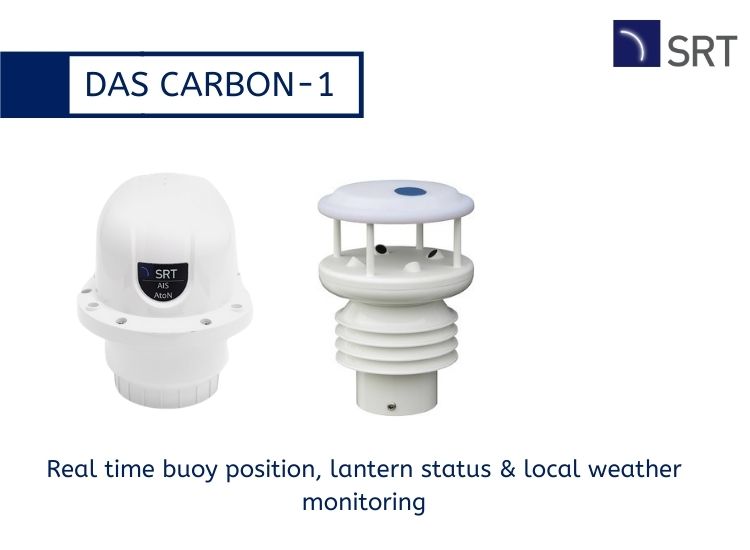 SRT
DAS CARBON-1
SRT
AIS
AtoN
Real time buoy position, lantern status & local weather
monitoring